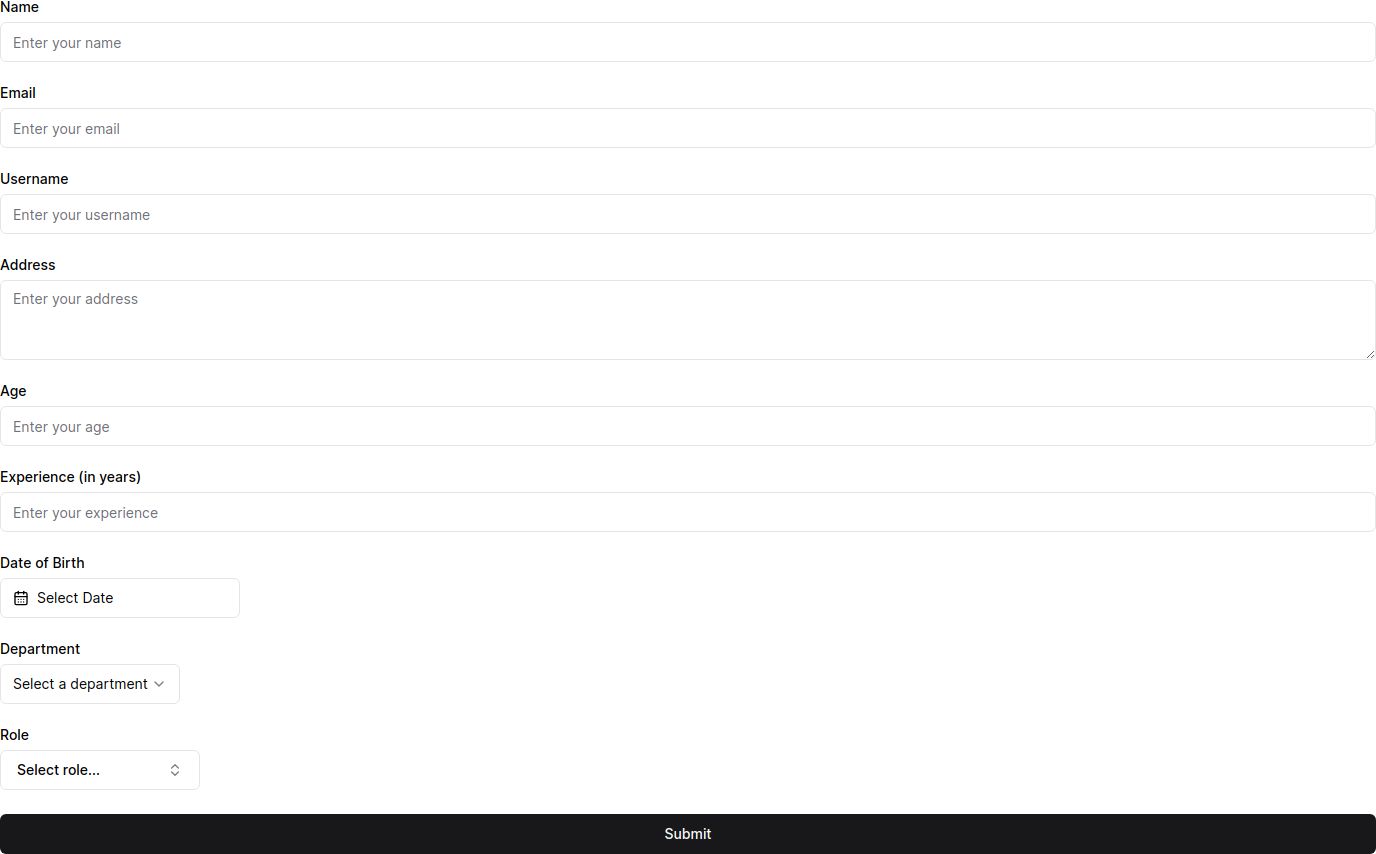 Name
Enter your name
Email
Enter your email
Username
Enter your username
Address
Enter your address
Age
Enter your age
Experience (in years)
Enter your experience
Date of Birth
Select Date
Department
Select a department
Role
Select role...
Submit